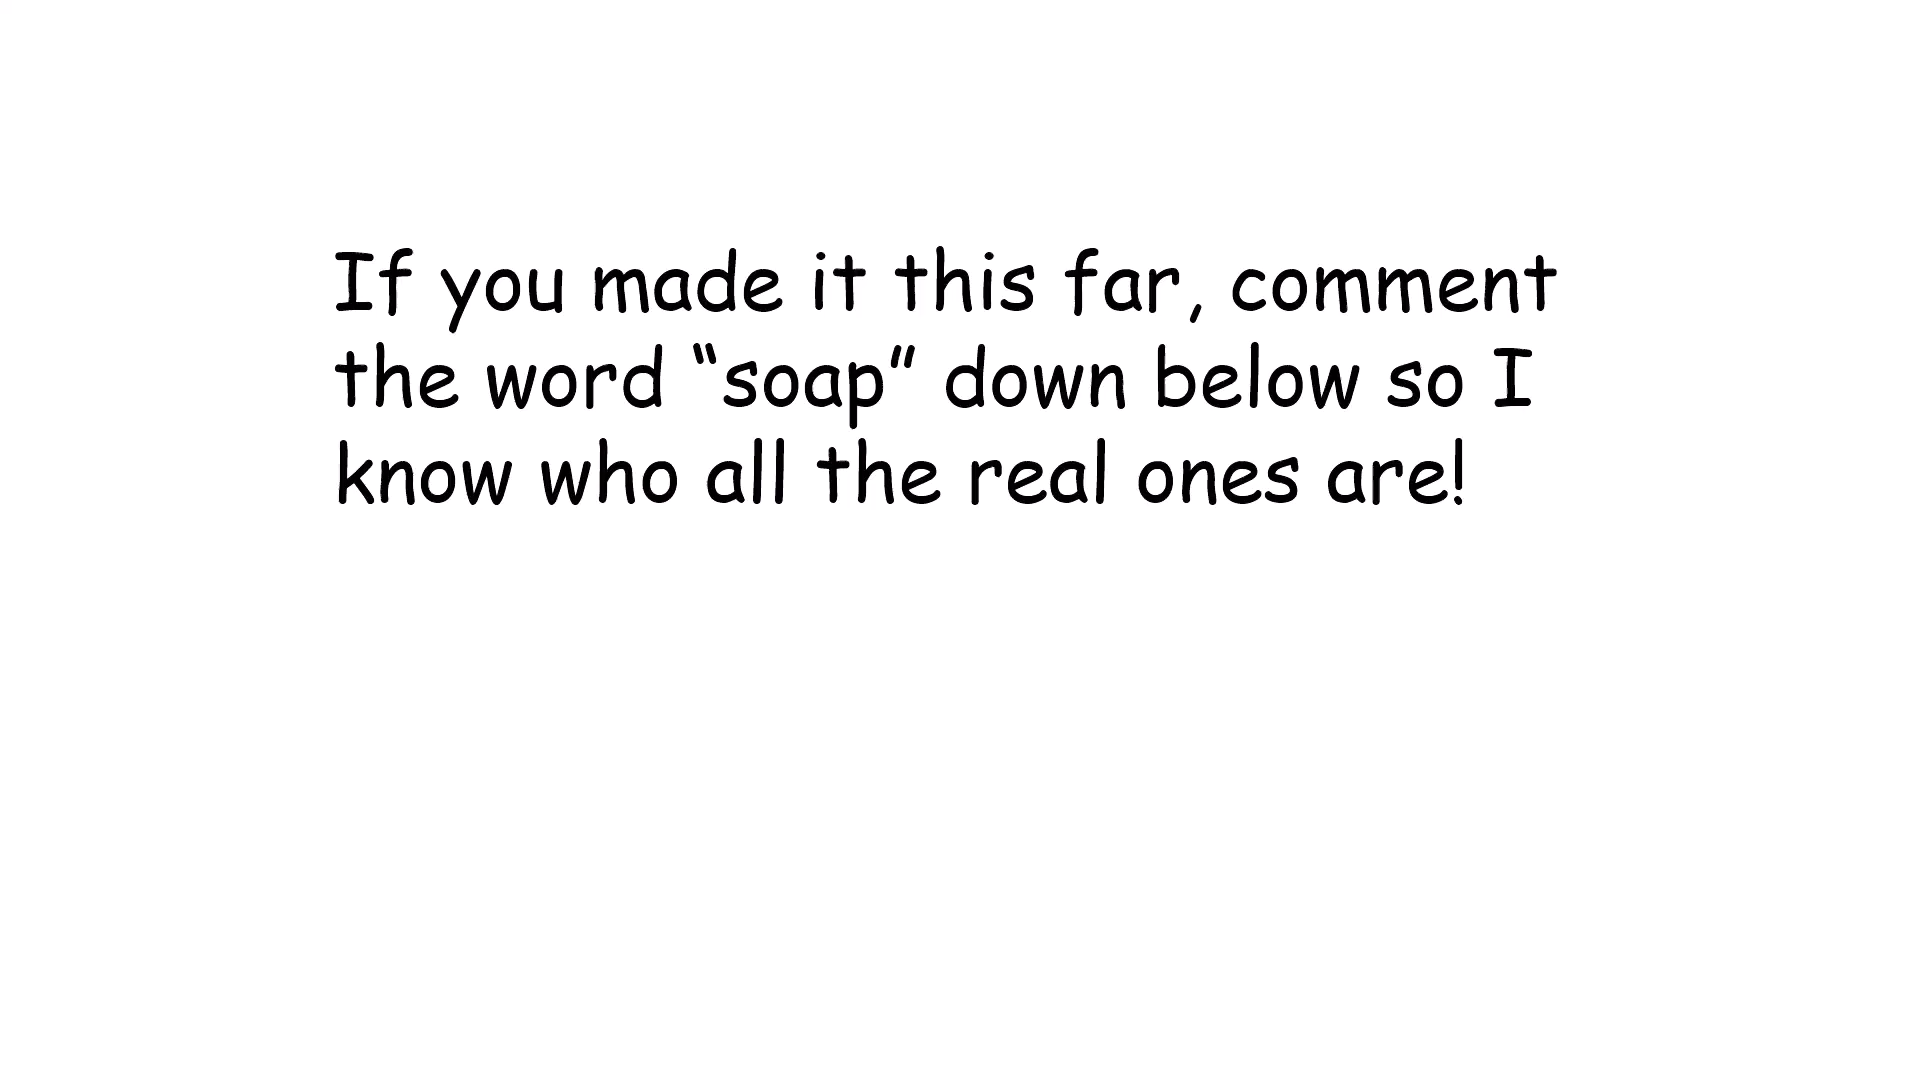 If you made it this far, comment
the word “soap” down below so I
know who all the real ones are!